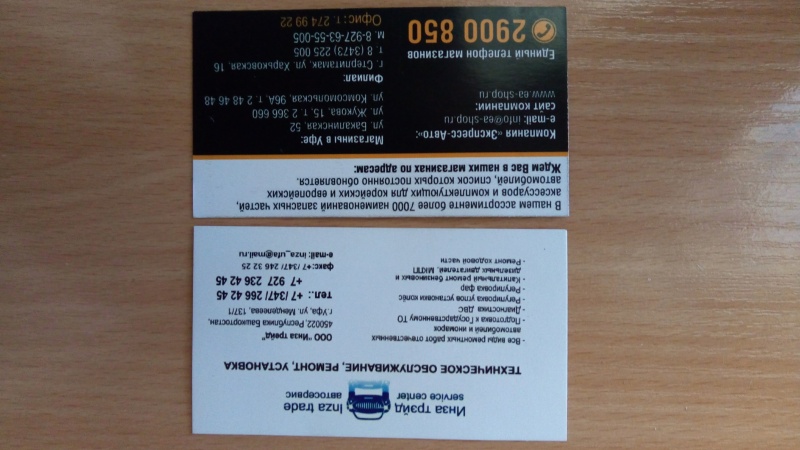 Инза трэйд Inza trade
service center автосервис
ТЕХНИЧЕСКОЕ ОБСЛУЖИВАНИЕ, РЕМОНТ, УСТАНОВКА
- Все виды ремонтных работ отечественных
автомобилей и иномарок
- Подготовка к Государственному ТО
- Диагностика ДВС
- Регулировка углов установки колёс
- Регулировка фар
- Капитальный ремонт бензиновых и
дизельных двигателей, МКПП
- Ремонт ходовой части
ООО "Инза трэйд"
450022, Республика Башкортостан,
г.Уфа, ул. Менделеева, 137/1
тел.: +7 /347/ 266 42 45
+7 927 236 42 45
факс:+7 /347/ 246 32 25
e-mail: inza_ufa@mail.ru
В нашем ассортименте более 7000 наименований запасных частей,
аксессуаров и комплектующих для корейских и европейских
автомобилей, список которых постоянно обновляется.
Ждем Вас в наших магазинах по адресам:
Компания «Экспресс-Авто»:
e-mail: info@ea-shop.ru
сайт компании:
www.ea-shop.ru
Единый телефон магазинов
2900 850
Магазины в Уфе:
ул. Бакалинская, 52,
ул. Жукова, 15, т. 2 366 660
ул. Комсомольская, 96А, т. 2 48 46 48
Филиал:
г. Стерлитамак, ул. Харьковская, 16
т. 8 (3473) 225 005
м. 8-927-63-55-005
Офис: т. 274 99 22